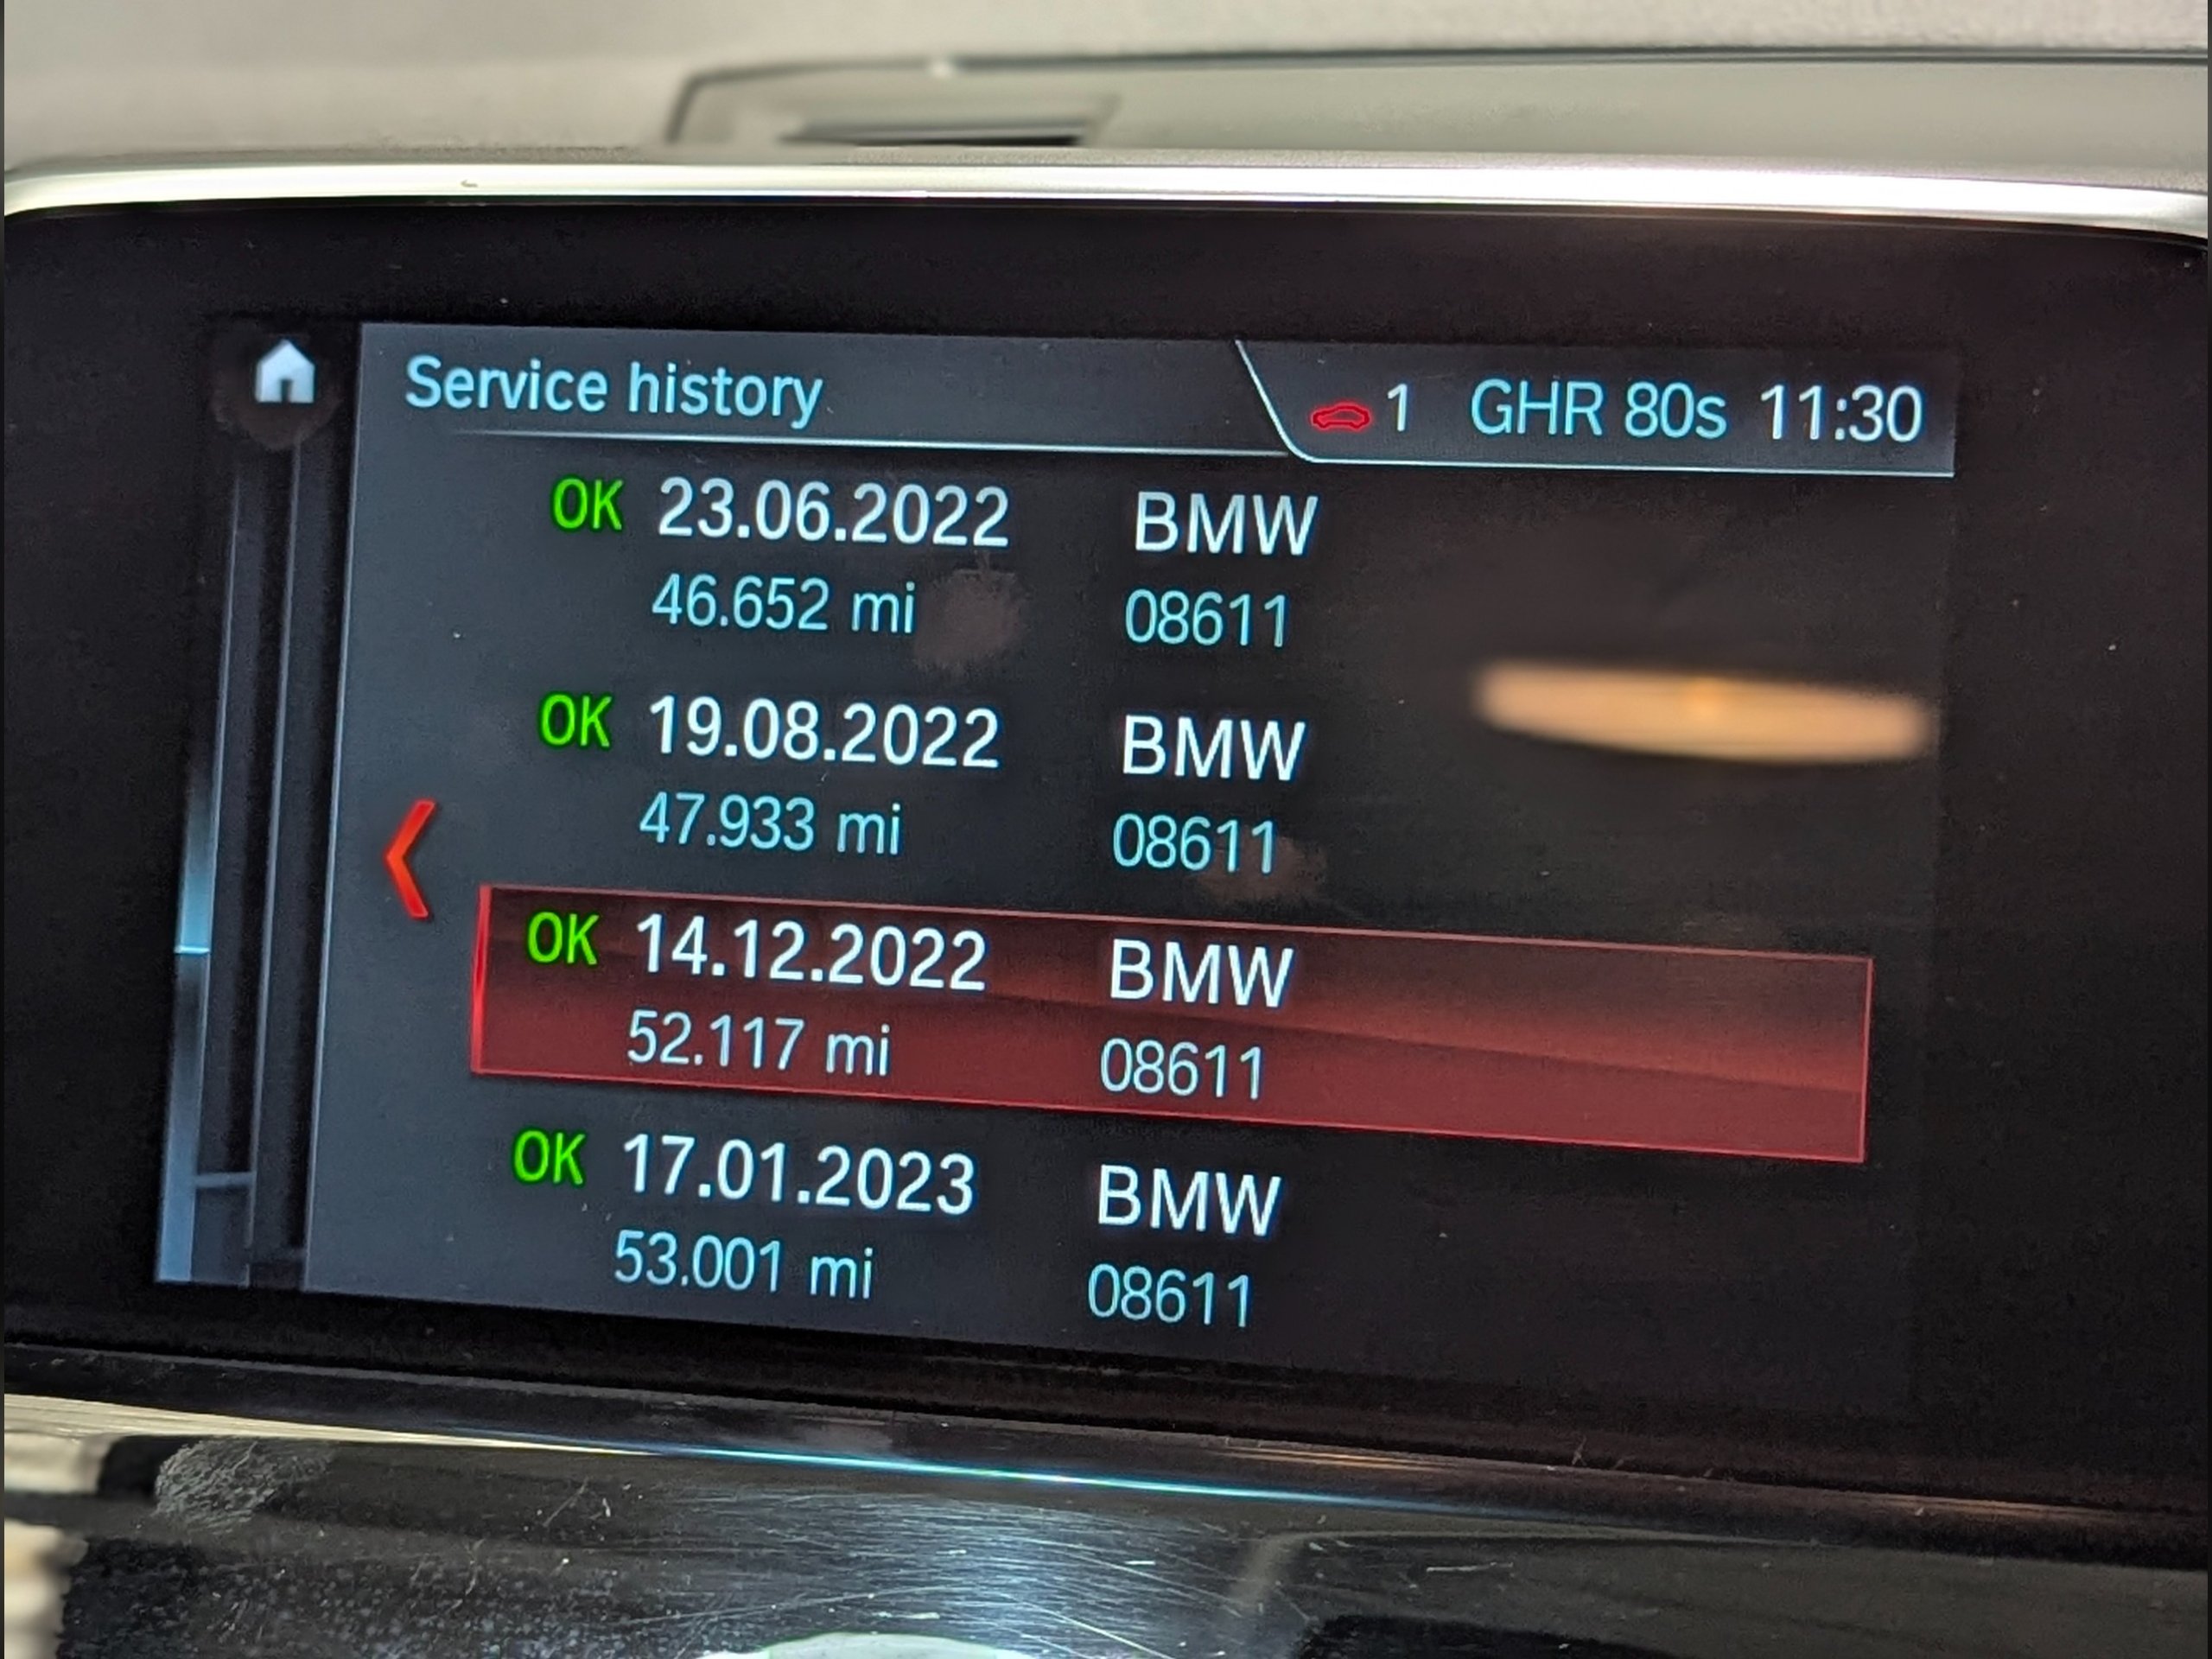 Service history
1 GHR 80s 11:30
OK 23.06.2022 BMW
46.652 mi 08611
OK 19.08.2022 BMW
47.933 mi 08611
OK 14.12.2022 BMW
52.117 mi 08611
OK 17.01.2023 BMW
53.001 mi 08611